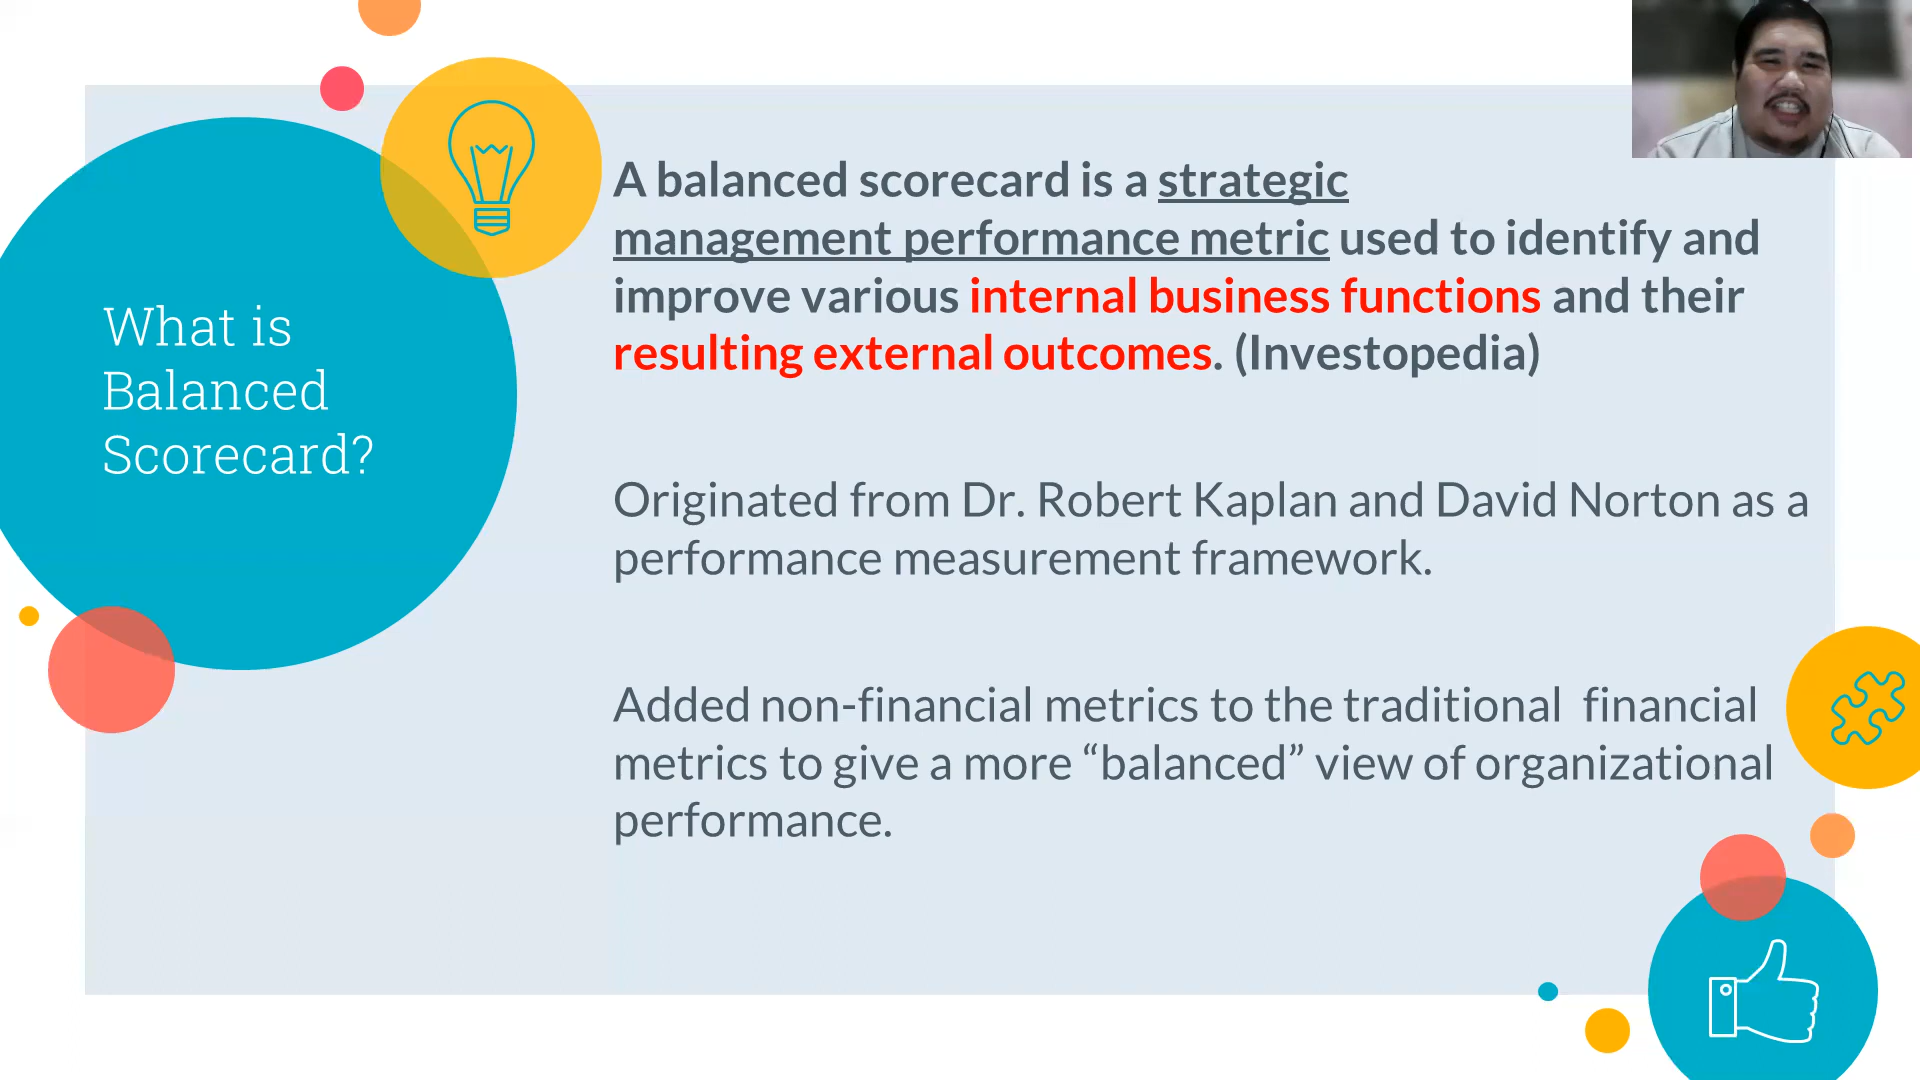 What is
Balanced
Scorecard?
A balanced scorecard is a strategic
management performance metric used to identify and
improve various internal business functions and their
resulting external outcomes. (Investopedia)
Originated from Dr. Robert Kaplan and David Norton as a
performance measurement framework.
Added non-financial metrics to the traditional  financial
metrics to give a more “balanced” view of organizational
performance.